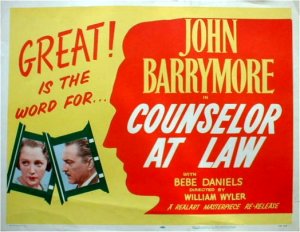 GREAT!
IS THE
WORD FOR...
JOHN
BARRYMORE
IN
COUNSELOR
AT LAW
WITH
BEBE DANIELS
DIRECTED BY
WILLIAM WYLER
A REALART MASTERPIECE RE-RELEASE